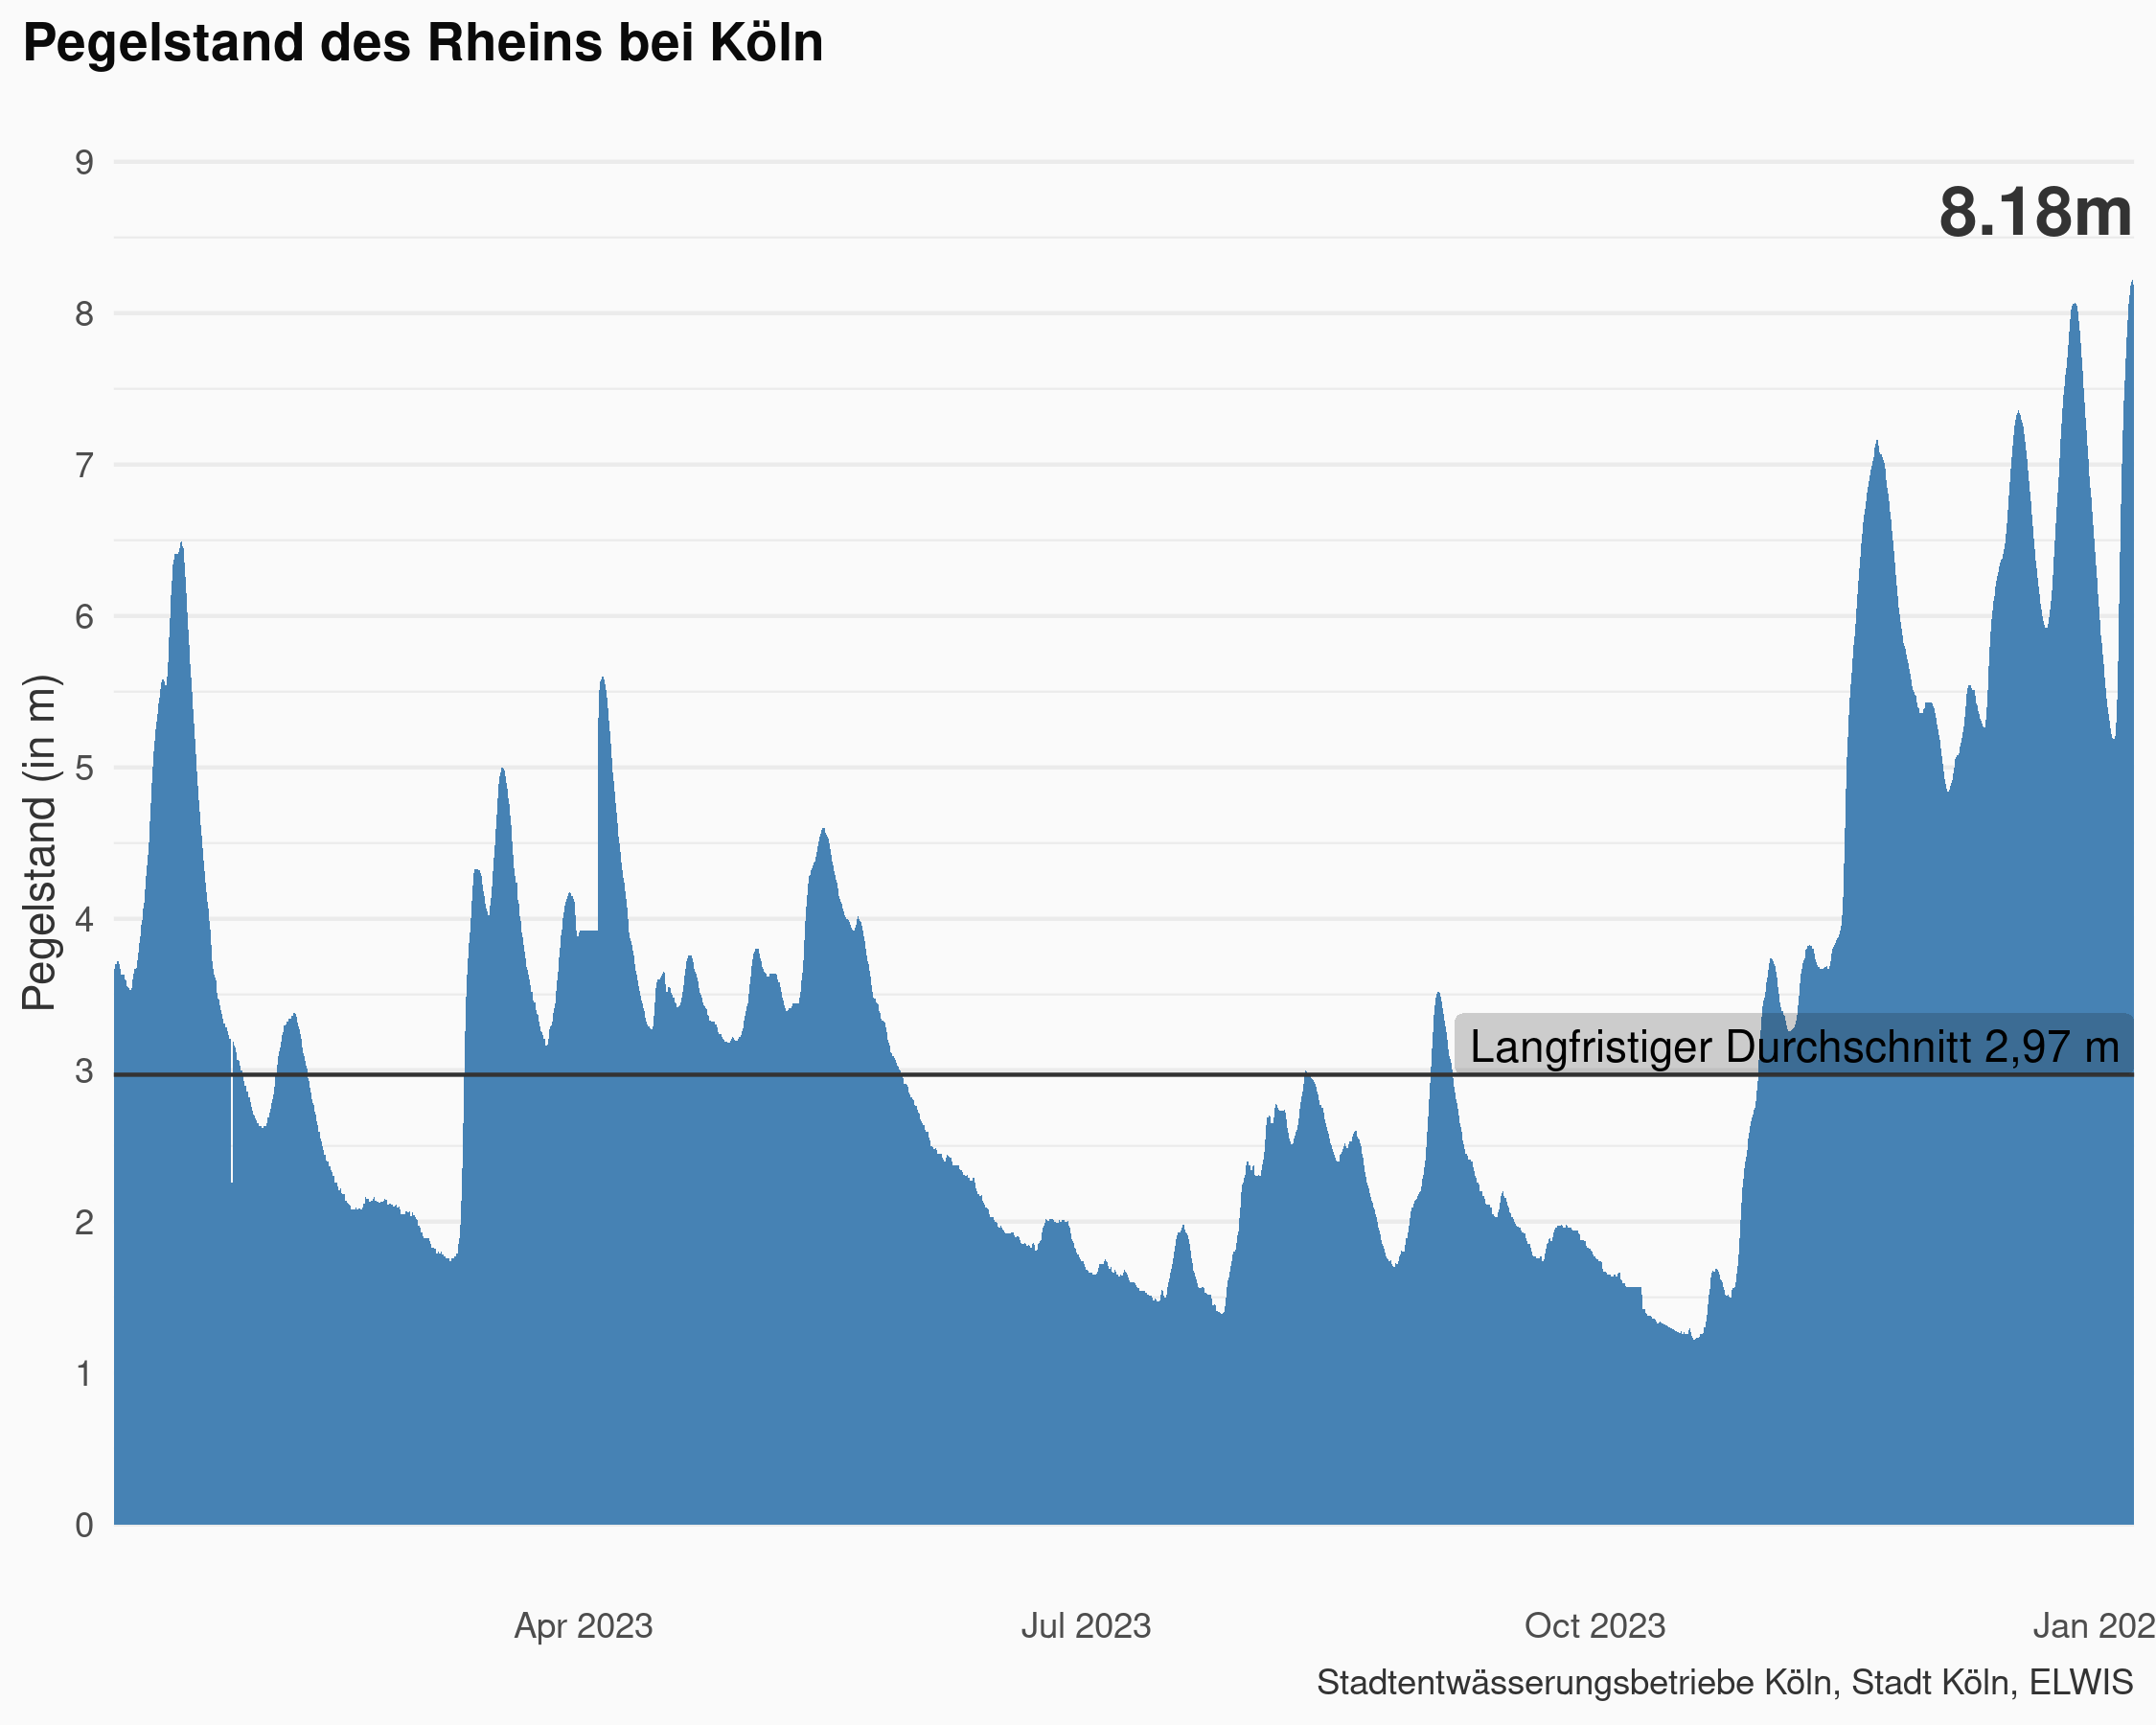 Pegelstand des Rheins bei Köln
9
8.18m
8
7
6
Pegelstand (in m)
5
4
Langfristiger Durchschnitt 2,97 m
3
2
1
0
Apr 2023 Jul 2023 Oct 2023 Jan 202
Stadtentwässerungsbetriebe Köln, Stadt Köln, ELWIS